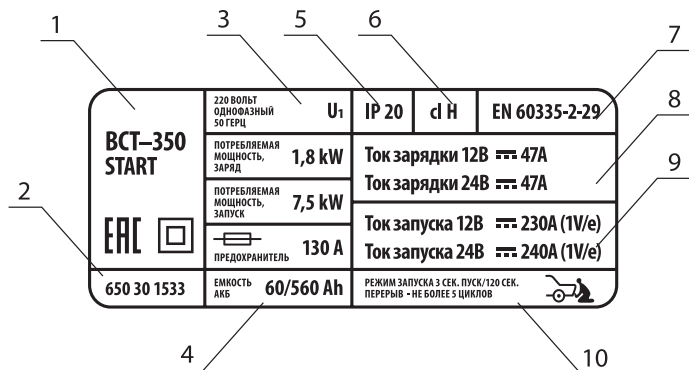 1
3
5
6
7
8
9
2
4
10
ВСТ–350
START
EAC
650 30 1533
220 ВОЛЬТ
ОДНОФАЗНЫЙ
50 ГЕРЦ
U1
ПОТРЕБЛЯЕМАЯ
МОЩНОСТЬ,
ЗАРЯД
1,8 kW
ПОТРЕБЛЯЕМАЯ
МОЩНОСТЬ,
ЗАПУСК
7,5 kW
ПРЕДОХРАНИТЕЛЬ
130 А
ЕМКОСТЬ
АКБ
60/560 Ah
IP 20
cl H
EN 60335-2-29
Ток зарядки 12В 47А
Ток зарядки 24В 47А
Ток запуска 12В 230А (1V/e)
Ток запуска 24В 240А (1V/e)
РЕЖИМ ЗАПУСКА 3 СЕК. ПУСК/120 СЕК.
ПЕРЕРЫВ - НЕ БОЛЕЕ 5 ЦИКЛОВ